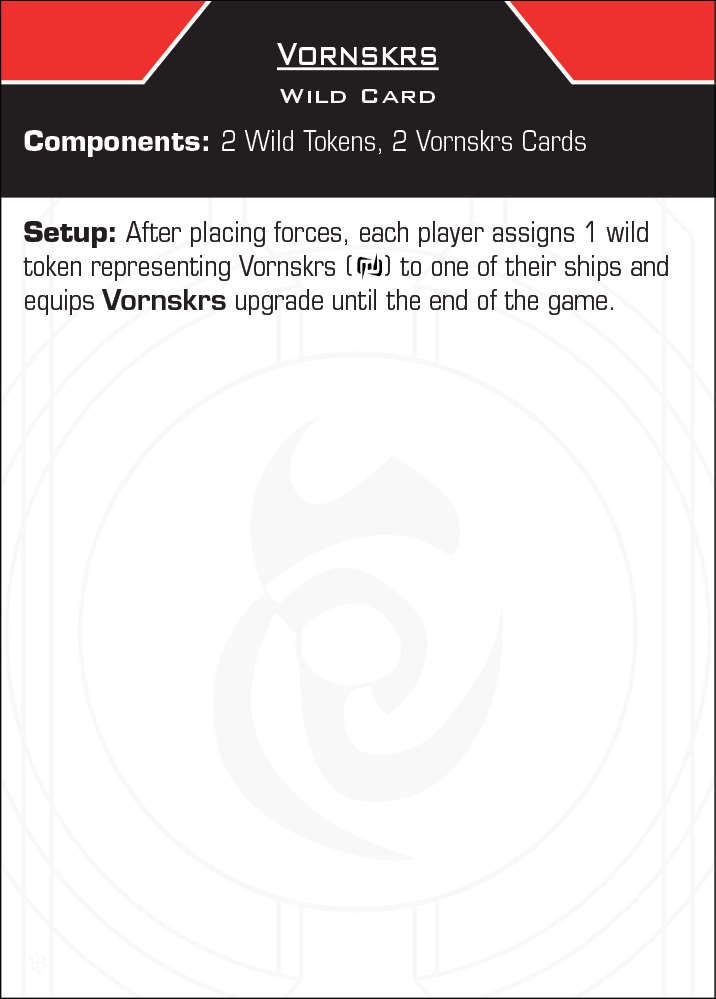 Vornskrs
Wild Card
Components: 2 Wild Tokens, 2 Vornskrs Cards
Setup: After placing forces, each player assigns 1 wild
token representing Vornskrs ( ) to one of their ships and
equips Vornskrs upgrade until the end of the game.